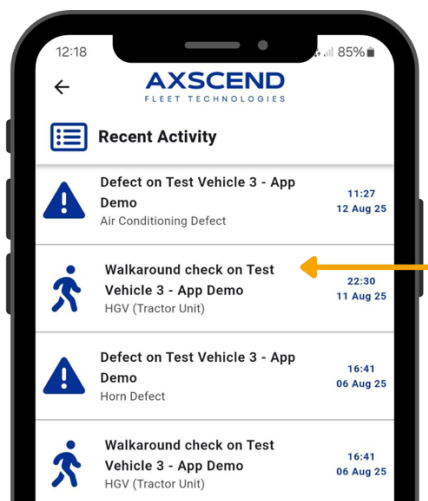 12:18
85%
AXSCEND
FLEET TECHNOLOGIES
Recent Activity
Defect on Test Vehicle 3 - App
Demo
Air Conditioning Defect
11:27
12 Aug 25
Walkaround check on Test
Vehicle 3 - App Demo
HGV (Tractor Unit)
22:30
11 Aug 25
Defect on Test Vehicle 3 - App
Demo
Horn Defect
16:41
06 Aug 25
Walkaround check on Test
Vehicle 3 - App Demo
HGV (Tractor Unit)
16:41
06 Aug 25